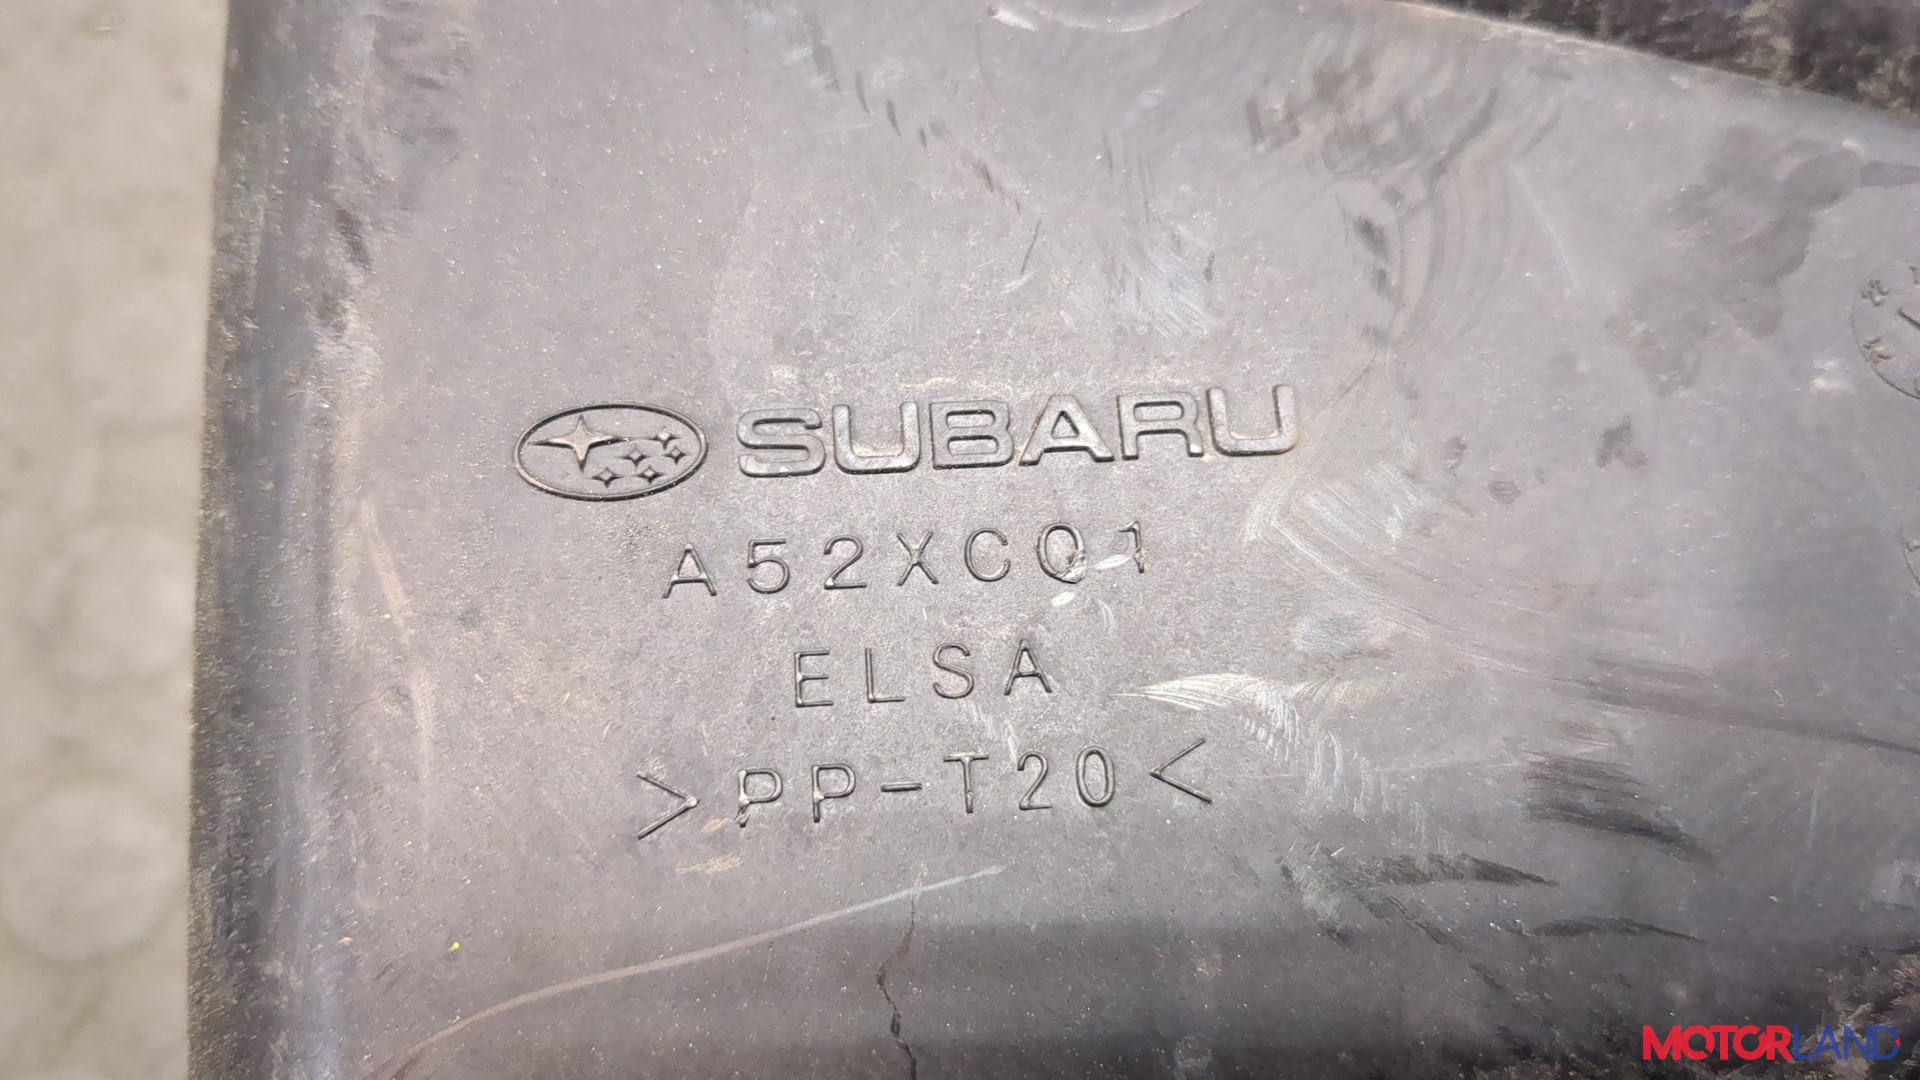 SUBARU
A52XC01
ELSA
>PP-T20<
MOTORLAND